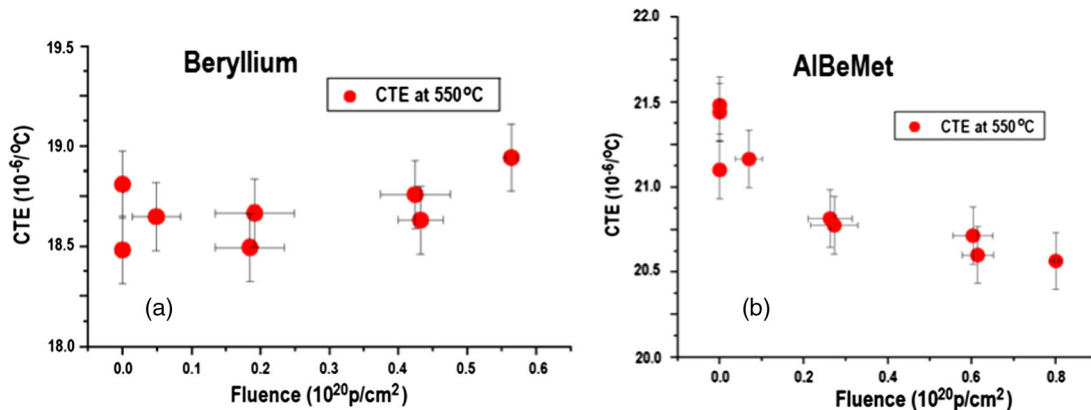 Beryllium
CTE at 550°C
CTE (10⁻⁶/°C)
19.5
19.0
18.5
18.0
(a)
0.0 0.1 0.2 0.3 0.4 0.5 0.6
Fluence (10²⁰p/cm²)
AlBeMet
CTE at 550°C
CTE (10⁻⁶/°C)
22.0
21.5
21.0
20.5
20.0
(b)
0.0 0.2 0.4 0.6 0.8
Fluence (10²⁰p/cm²)